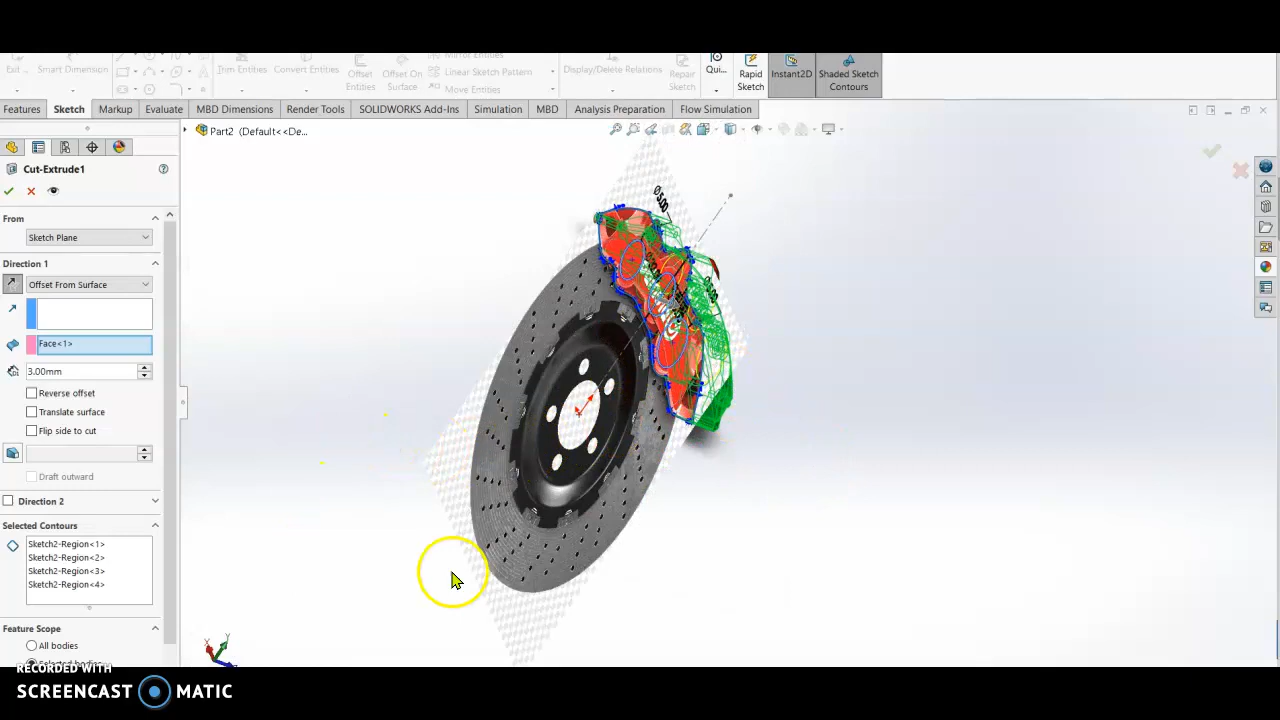 Exit ...
Smart Dimension
Trim Entities
Convert Entities
Offset Entities
Offset On Surface
Mirror Entities
Linear Sketch Pattern
Move Entities
Display/Delete Relations
Repair Sketch
Qui...
Rapid Sketch
Instant2D
Shaded Sketch Contours
Features
Sketch
Markup
Evaluate
MBD Dimensions
Render Tools
SOLIDWORKS Add-Ins
Simulation
MBD
Analysis Preparation
Flow Simulation
Part2 (Default<<De...
Cut-Extrude1
From
Sketch Plane
Direction 1
Offset From Surface
Face<1>
3.00mm
Reverse offset
Translate surface
Flip side to cut
Draft outward
Direction 2
Selected Contours
Sketch2-Region<1>
Sketch2-Region<2>
Sketch2-Region<3>
Sketch2-Region<4>
Feature Scope
All bodies
Selected bodies
X
Y
RECORDED WITH
SCREENCAST MATIC